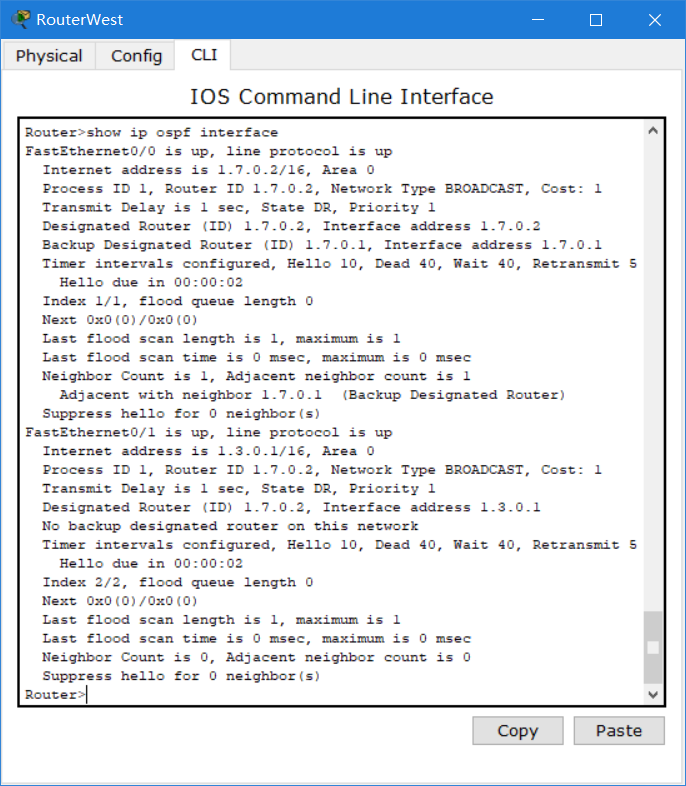 RouterWest
Physical Config CLI
IOS Command Line Interface
Router>show ip ospf interface
FastEthernet0/0 is up, line protocol is up
  Internet address is 1.7.0.2/16, Area 0
  Process ID 1, Router ID 1.7.0.2, Network Type BROADCAST, Cost: 1
  Transmit Delay is 1 sec, State DR, Priority 1
  Designated Router (ID) 1.7.0.2, Interface address 1.7.0.2
  Backup Designated Router (ID) 1.7.0.1, Interface address 1.7.0.1
  Timer intervals configured, Hello 10, Dead 40, Wait 40, Retransmit 5
    Hello due in 00:00:02
  Index 1/1, flood queue length 0
  Next 0x0(0)/0x0(0)
  Last flood scan length is 1, maximum is 1
  Last flood scan time is 0 msec, maximum is 0 msec
  Neighbor Count is 1, Adjacent neighbor count is 1
    Adjacent with neighbor 1.7.0.1  (Backup Designated Router)
  Suppress hello for 0 neighbor(s)
FastEthernet0/1 is up, line protocol is up
  Internet address is 1.3.0.1/16, Area 0
  Process ID 1, Router ID 1.7.0.2, Network Type BROADCAST, Cost: 1
  Transmit Delay is 1 sec, State DR, Priority 1
  Designated Router (ID) 1.7.0.2, Interface address 1.3.0.1
  No backup designated router on this network
  Timer intervals configured, Hello 10, Dead 40, Wait 40, Retransmit 5
    Hello due in 00:00:02
  Index 2/2, flood queue length 0
  Next 0x0(0)/0x0(0)
  Last flood scan length is 1, maximum is 1
  Last flood scan time is 0 msec, maximum is 0 msec
  Neighbor Count is 0, Adjacent neighbor count is 0
  Suppress hello for 0 neighbor(s)
Router>
Copy Paste